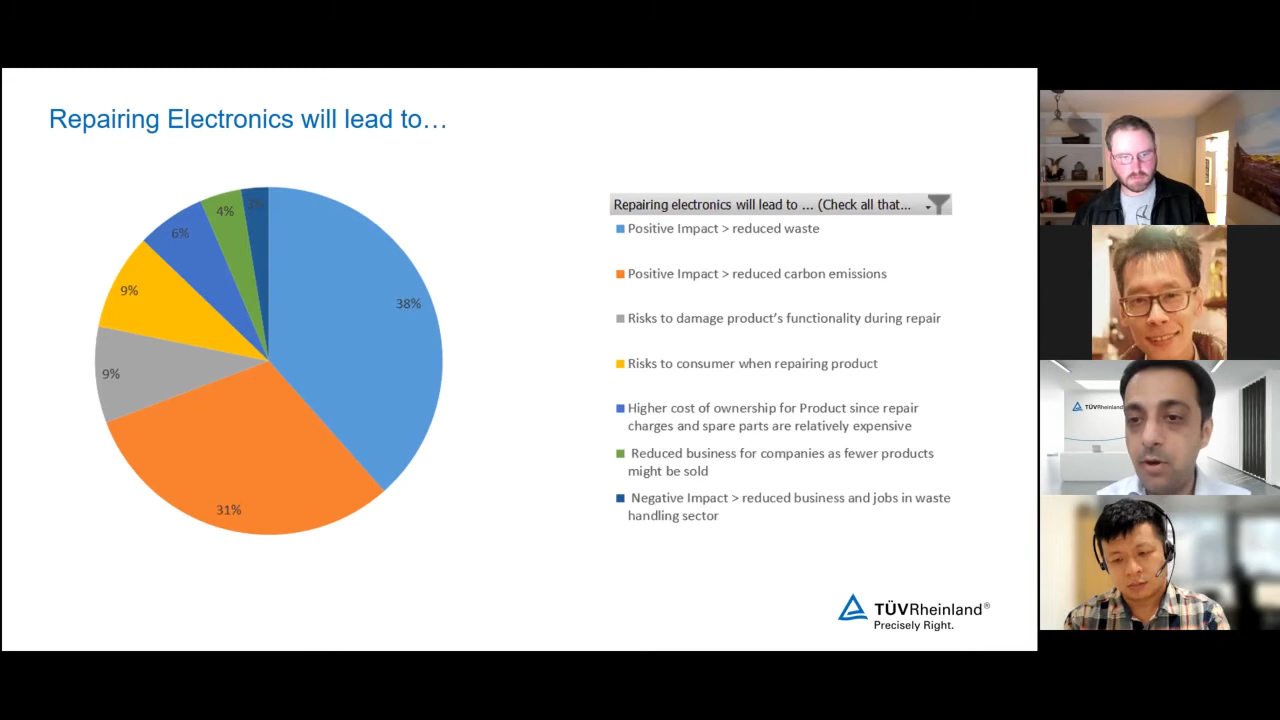 Repairing Electronics will lead to…
38%
31%
9%
9%
6%
4%
Repairing electronics will lead to ... (Check all that...
Positive Impact > reduced waste
Positive Impact > reduced carbon emissions
Risks to damage product's functionality during repair
Risks to consumer when repairing product
Higher cost of ownership for Product since repair
charges and spare parts are relatively expensive
Reduced business for companies as fewer products
might be sold
Negative Impact > reduced business and jobs in waste
handling sector
TÜVRheinland®
Precisely Right.
TÜVRheinland